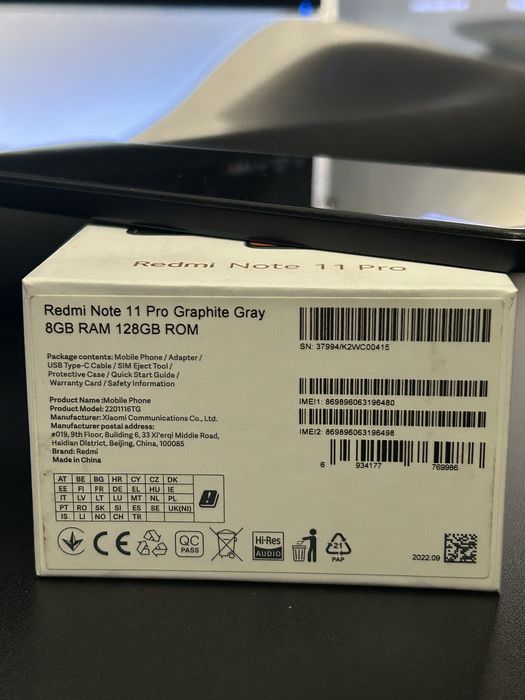 Redmi Note 11 Pro
Redmi Note 11 Pro Graphite Gray
8GB RAM 128GB ROM
Package contents: Mobile Phone / Adapter /
USB Type-C Cable / SIM Eject Tool /
Protective Case / Quick Start Guide /
Warranty Card / Safety Information
Product Name :Mobile Phone
Product Model: 2201116TG
Manufacturer: Xiaomi Communications Co., Ltd.
Manufacturer postal address:
#019, 9th Floor, Building 6, 33 Xi'erqi Middle Road,
Haidian District, Beijing, China, 100085
Brand: Redmi
Made in China
SN: 37994/K2WC00415
IMEI1: 869896063196480
IMEI2: 869896063196498
6 934177 769986
AT BE BG HR CY CZ DK
EE FI FR DE EL HU IE
IT LV LT LU MT NL PL
PT RO SK SI ES SE UK(NI)
IS LI NO CH TR
CE
QC
PASS
Hi-Res
AUDIO
21
PAP
2022.09